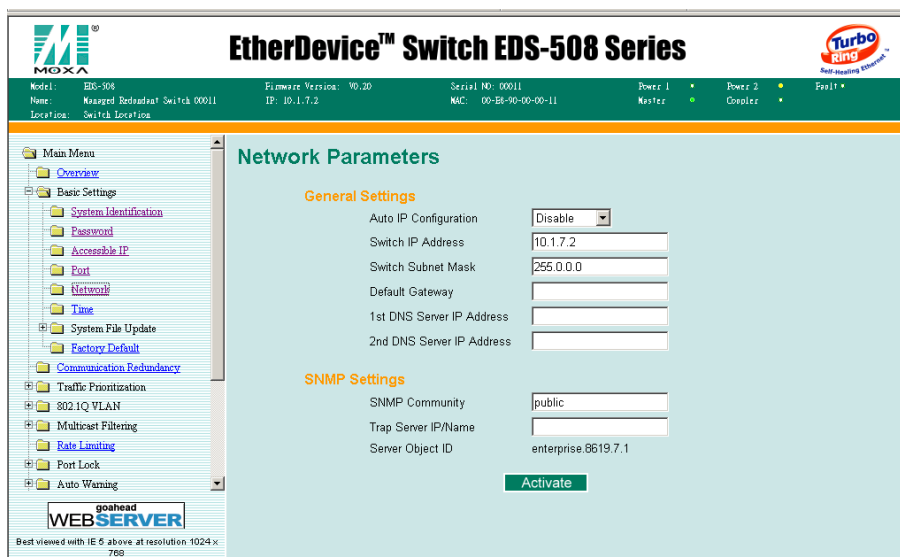 MOXA ®
EtherDevice™ Switch EDS-508 Series
Turbo Ring
Self-Healing Ethernet
Model: EDS-508 Firmware Version: V0.20 Serial NO: 00011 Power 1 Power 2 Fault
Name: Managed Redundant Switch 00011 IP: 10.1.7.2 MAC: 00-E8-90-00-00-11 Master Coupler
Location: Switch Location
Main Menu
Overview
Basic Settings
System Identification
Password
Accessible IP
Port
Network
Time
System File Update
Factory Default
Communication Redundancy
Traffic Prioritization
802.1Q VLAN
Multicast Filtering
Rate Limiting
Port Lock
Auto Warning
goahead
WEBSERVER
Best viewed with IE 5 above at resolution 1024 x
768
Network Parameters
General Settings
Auto IP Configuration Disable
Switch IP Address 10.1.7.2
Switch Subnet Mask 255.0.0.0
Default Gateway
1st DNS Server IP Address
2nd DNS Server IP Address
SNMP Settings
SNMP Community public
Trap Server IP/Name
Server Object ID enterprise.8619.7.1
Activate